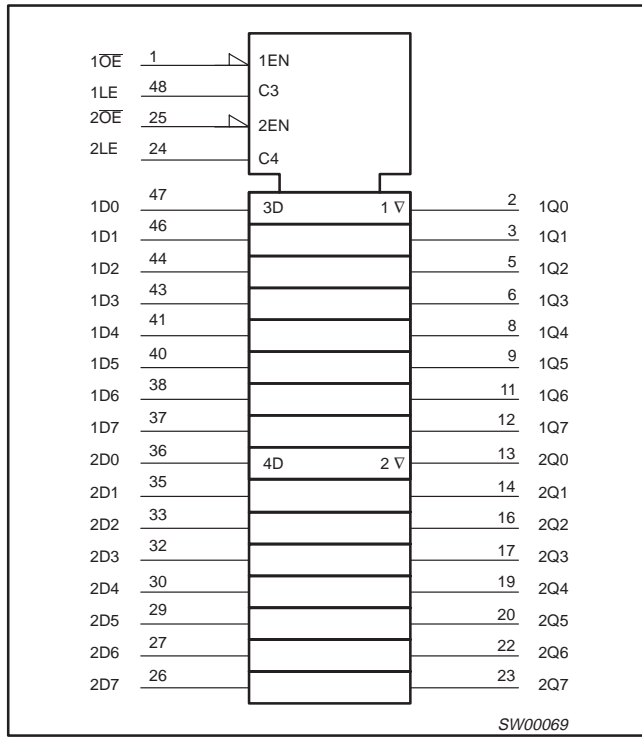 1O̅E̅ 1 1EN
1LE 48 C3
2O̅E̅ 25 2EN
2LE 24 C4
1D0 47 3D 1 ∇ 2 1Q0
1D1 46 3 1Q1
1D2 44 5 1Q2
1D3 43 6 1Q3
1D4 41 8 1Q4
1D5 40 9 1Q5
1D6 38 11 1Q6
1D7 37 12 1Q7
2D0 36 4D 2 ∇ 13 2Q0
2D1 35 14 2Q1
2D2 33 16 2Q2
2D3 32 17 2Q3
2D4 30 19 2Q4
2D5 29 20 2Q5
2D6 27 22 2Q6
2D7 26 23 2Q7
SW00069